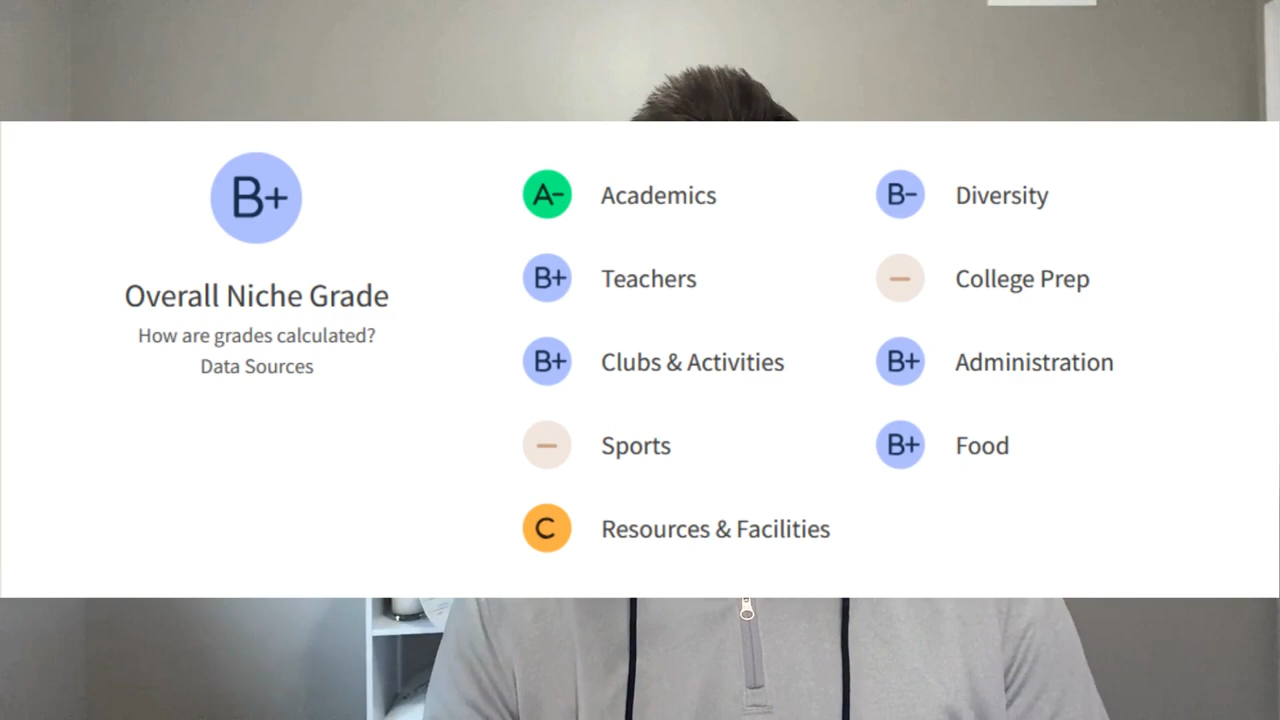 B+
Overall Niche Grade
How are grades calculated?
Data Sources
A- Academics
B+ Teachers
B+ Clubs & Activities
– Sports
C Resources & Facilities
B- Diversity
– College Prep
B+ Administration
B+ Food